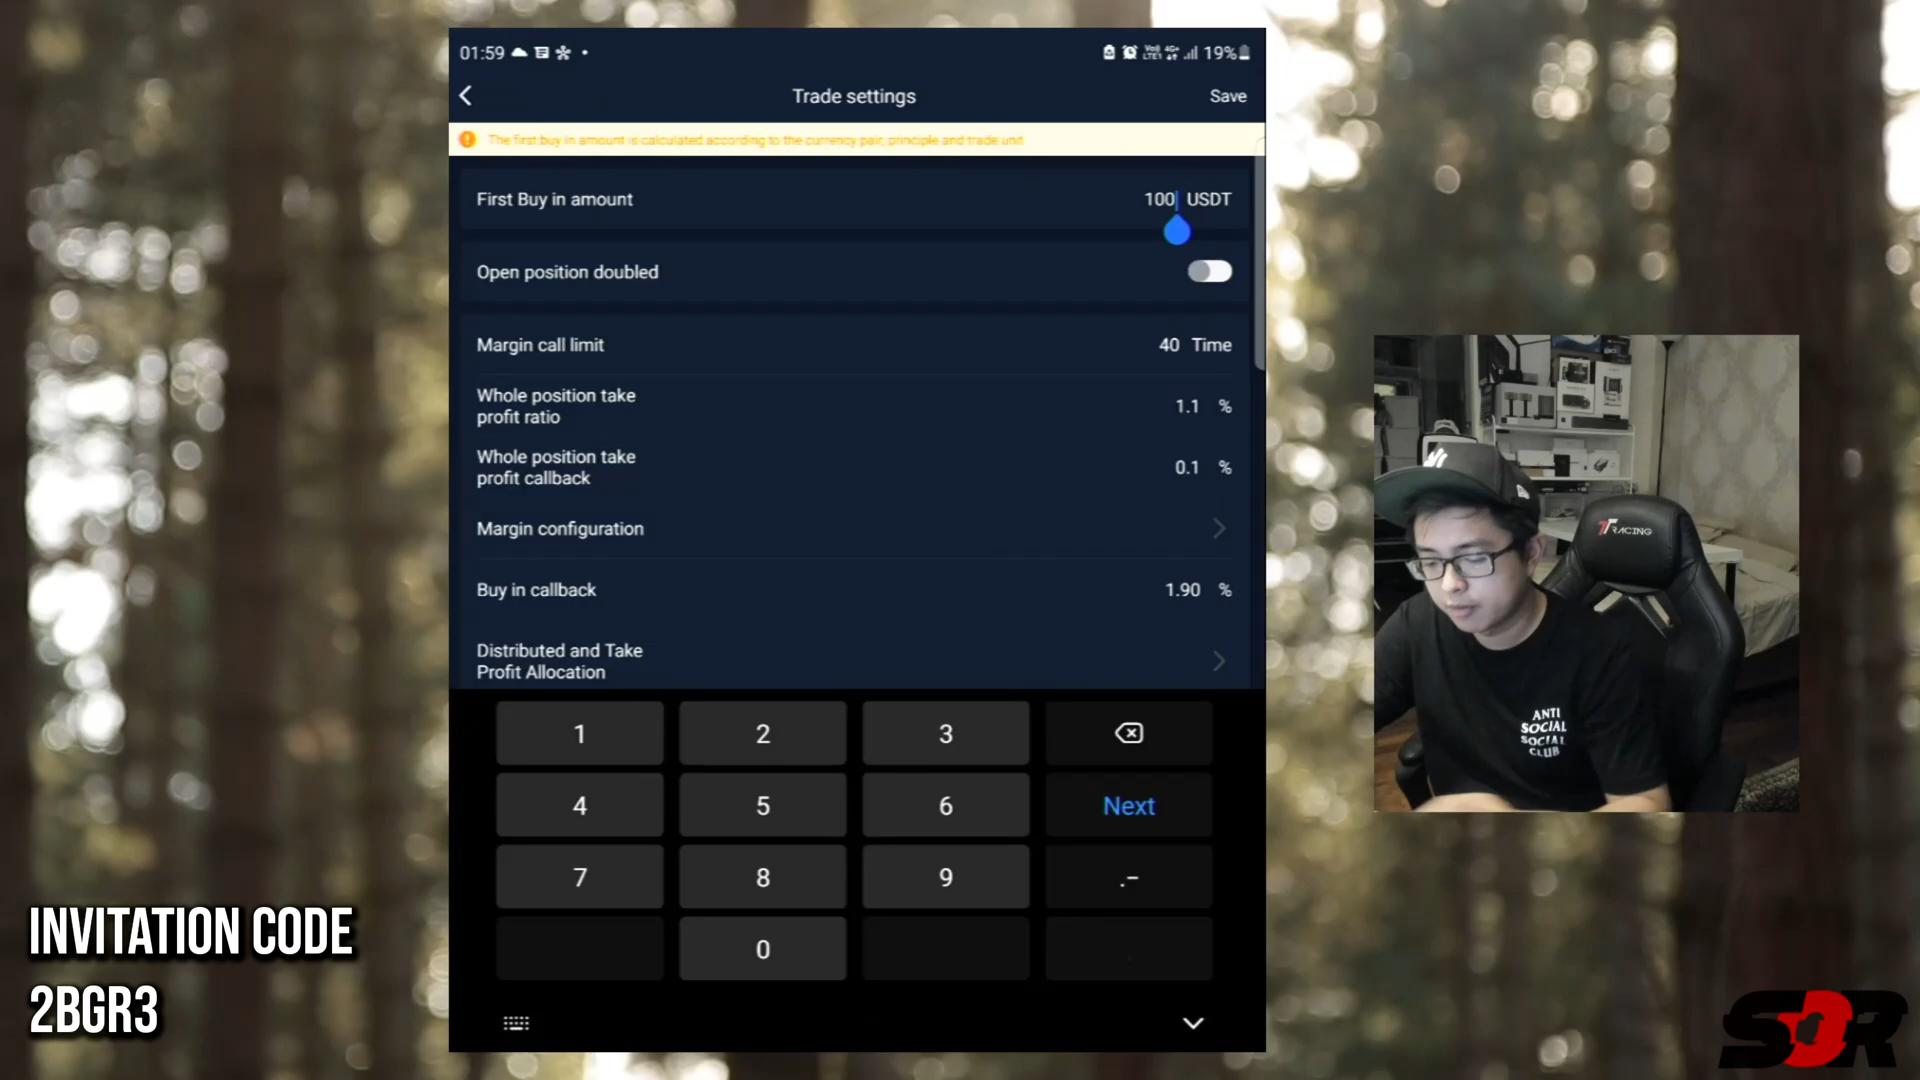 01:59
19%
Trade settings
Save
The first buy in amount is calculated according to the currency pair, principle and trade unit
First Buy in amount
100 USDT
Open position doubled
Margin call limit
40 Time
Whole position take
profit ratio
1.1 %
Whole position take
profit callback
0.1 %
Margin configuration
Buy in callback
1.90 %
Distributed and Take
Profit Allocation
1 2 3
4 5 6 Next
7 8 9 .-
0
INVITATION CODE
2BGR3
RACING
ANTI
SOCIAL
SOCIAL
CLUB
SDR